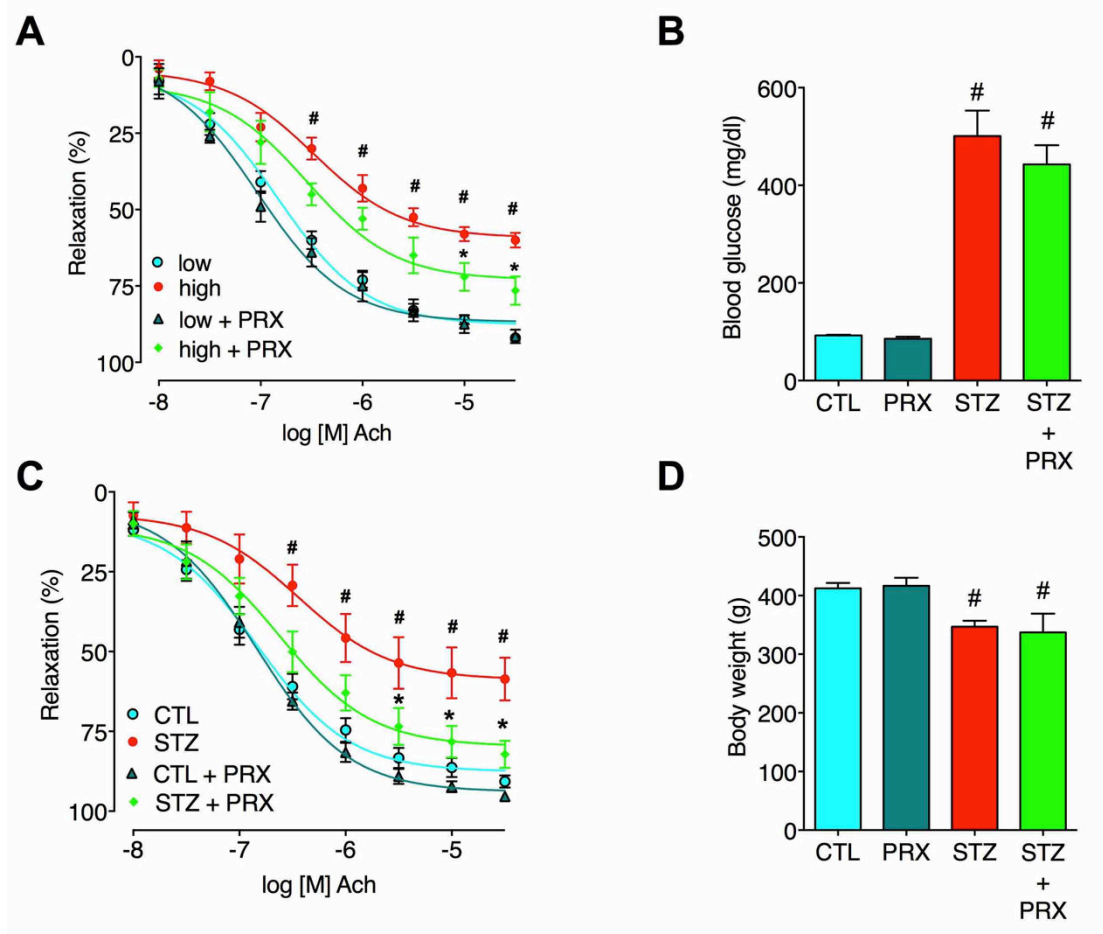 A
0
25
50
75
100
Relaxation (%)
# # # # #
* *
low
high
low + PRX
high + PRX
-8 -7 -6 -5
log [M] Ach
B
600
400
200
0
Blood glucose (mg/dl)
# #
CTL PRX STZ STZ
+
PRX
C
0
25
50
75
100
Relaxation (%)
# # # # #
* * *
CTL
STZ
CTL + PRX
STZ + PRX
-8 -7 -6 -5
log [M] Ach
D
500
400
300
200
100
0
Body weight (g)
# #
CTL PRX STZ STZ
+
PRX